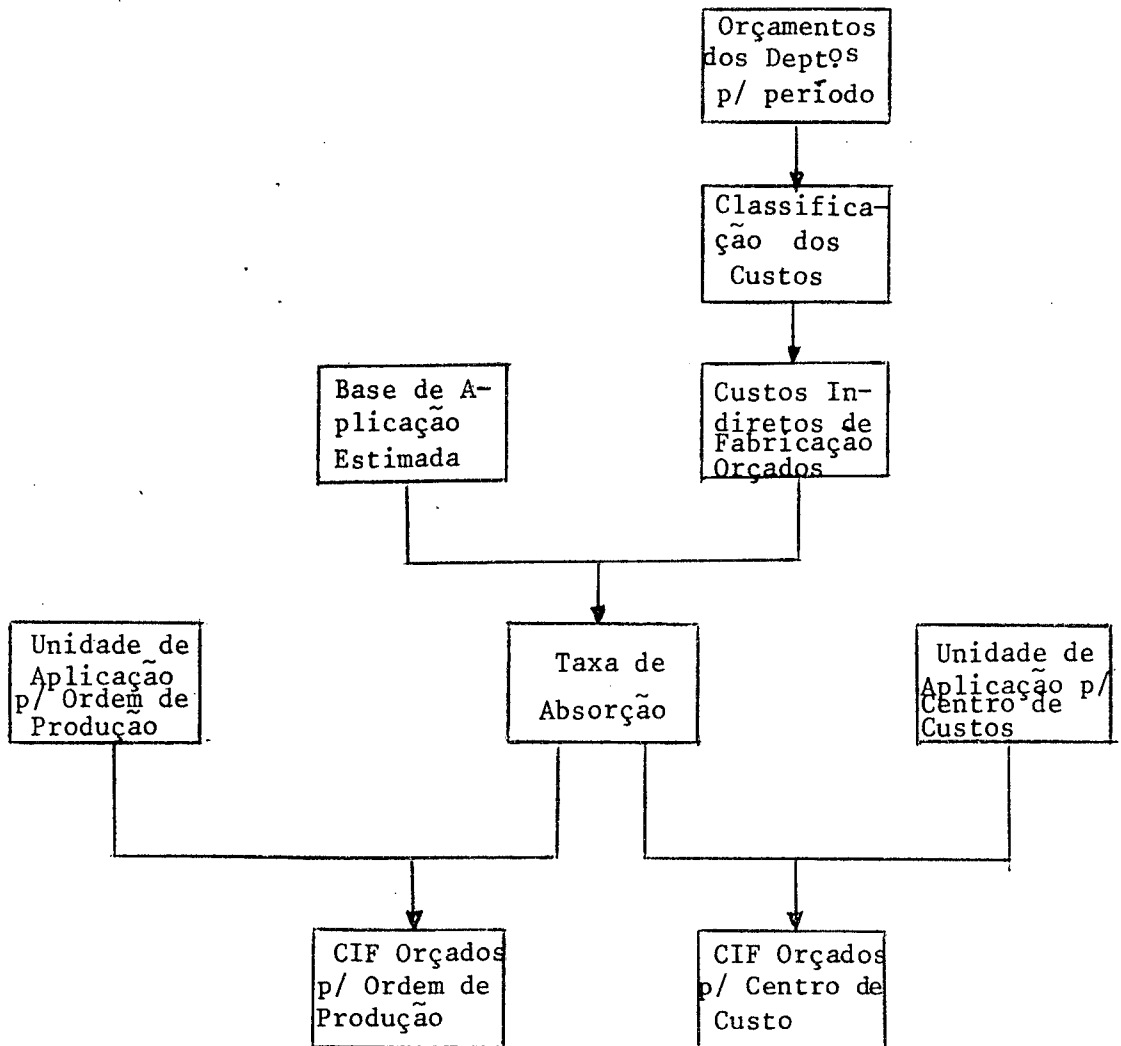 Orçamentos
dos Dept.os
p/ período
Classifica-
ção dos
Custos
Base de A-
plicação
Estimada
Custos In-
diretos de
Fabricação
Orçados
Unidade de
Aplicação
p/ Ordem de
Produção
Taxa de
Absorção
Unidade de
Aplicação p/
Centro de
Custos
CIF Orçados
p/ Ordem de
Produção
CIF Orçados
p/ Centro de
Custo